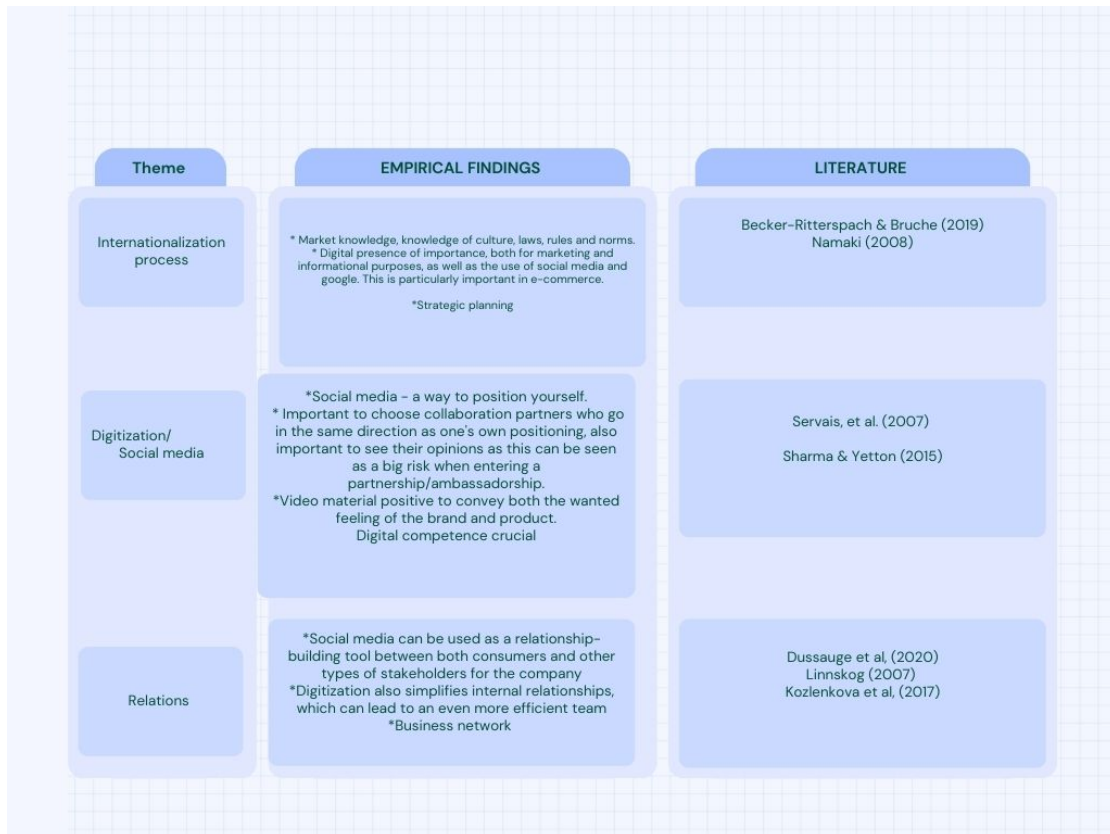 Theme
EMPIRICAL FINDINGS
LITERATURE
Internationalization
process
* Market knowledge, knowledge of culture, laws, rules and norms.
* Digital presence of importance, both for marketing and
informational purposes, as well as the use of social media and
google. This is particularly important in e-commerce.
*Strategic planning
Becker-Ritterspach & Bruche (2019)
Namaki (2008)
Digitization/
Social media
*Social media - a way to position yourself.
* Important to choose collaboration partners who go
in the same direction as one's own positioning, also
important to see their opinions as this can be seen
as a big risk when entering a
partnership/ambassadorship.
*Video material positive to convey both the wanted
feeling of the brand and product.
Digital competence crucial
Servais, et al. (2007)
Sharma & Yetton (2015)
Relations
*Social media can be used as a relationship-
building tool between both consumers and other
types of stakeholders for the company
*Digitization also simplifies internal relationships,
which can lead to an even more efficient team
*Business network
Dussauge et al, (2020)
Linnskog (2007)
Kozlenkova et al, (2017)